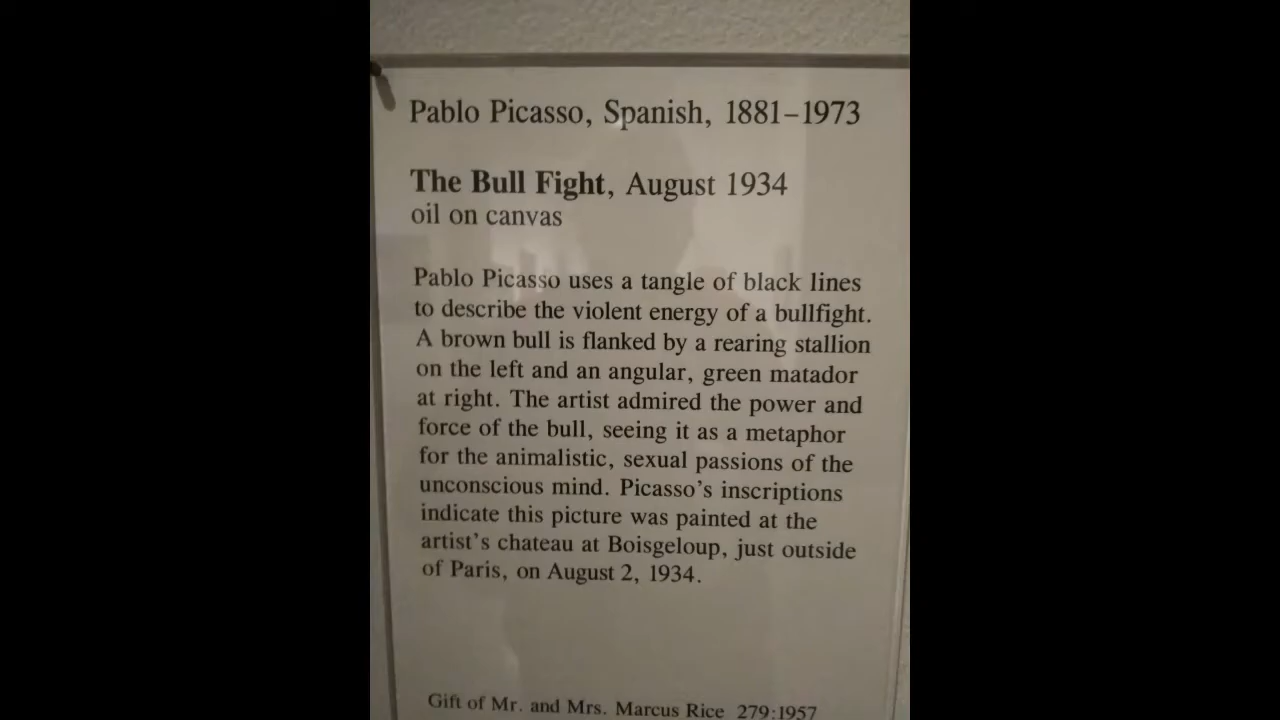 Pablo Picasso, Spanish, 1881–1973
The Bull Fight, August 1934
oil on canvas
Pablo Picasso uses a tangle of black lines
to describe the violent energy of a bullfight.
A brown bull is flanked by a rearing stallion
on the left and an angular, green matador
at right. The artist admired the power and
force of the bull, seeing it as a metaphor
for the animalistic, sexual passions of the
unconscious mind. Picasso's inscriptions
indicate this picture was painted at the
artist's chateau at Boisgeloup, just outside
of Paris, on August 2, 1934.
Gift of Mr. and Mrs. Marcus Rice 279:1957